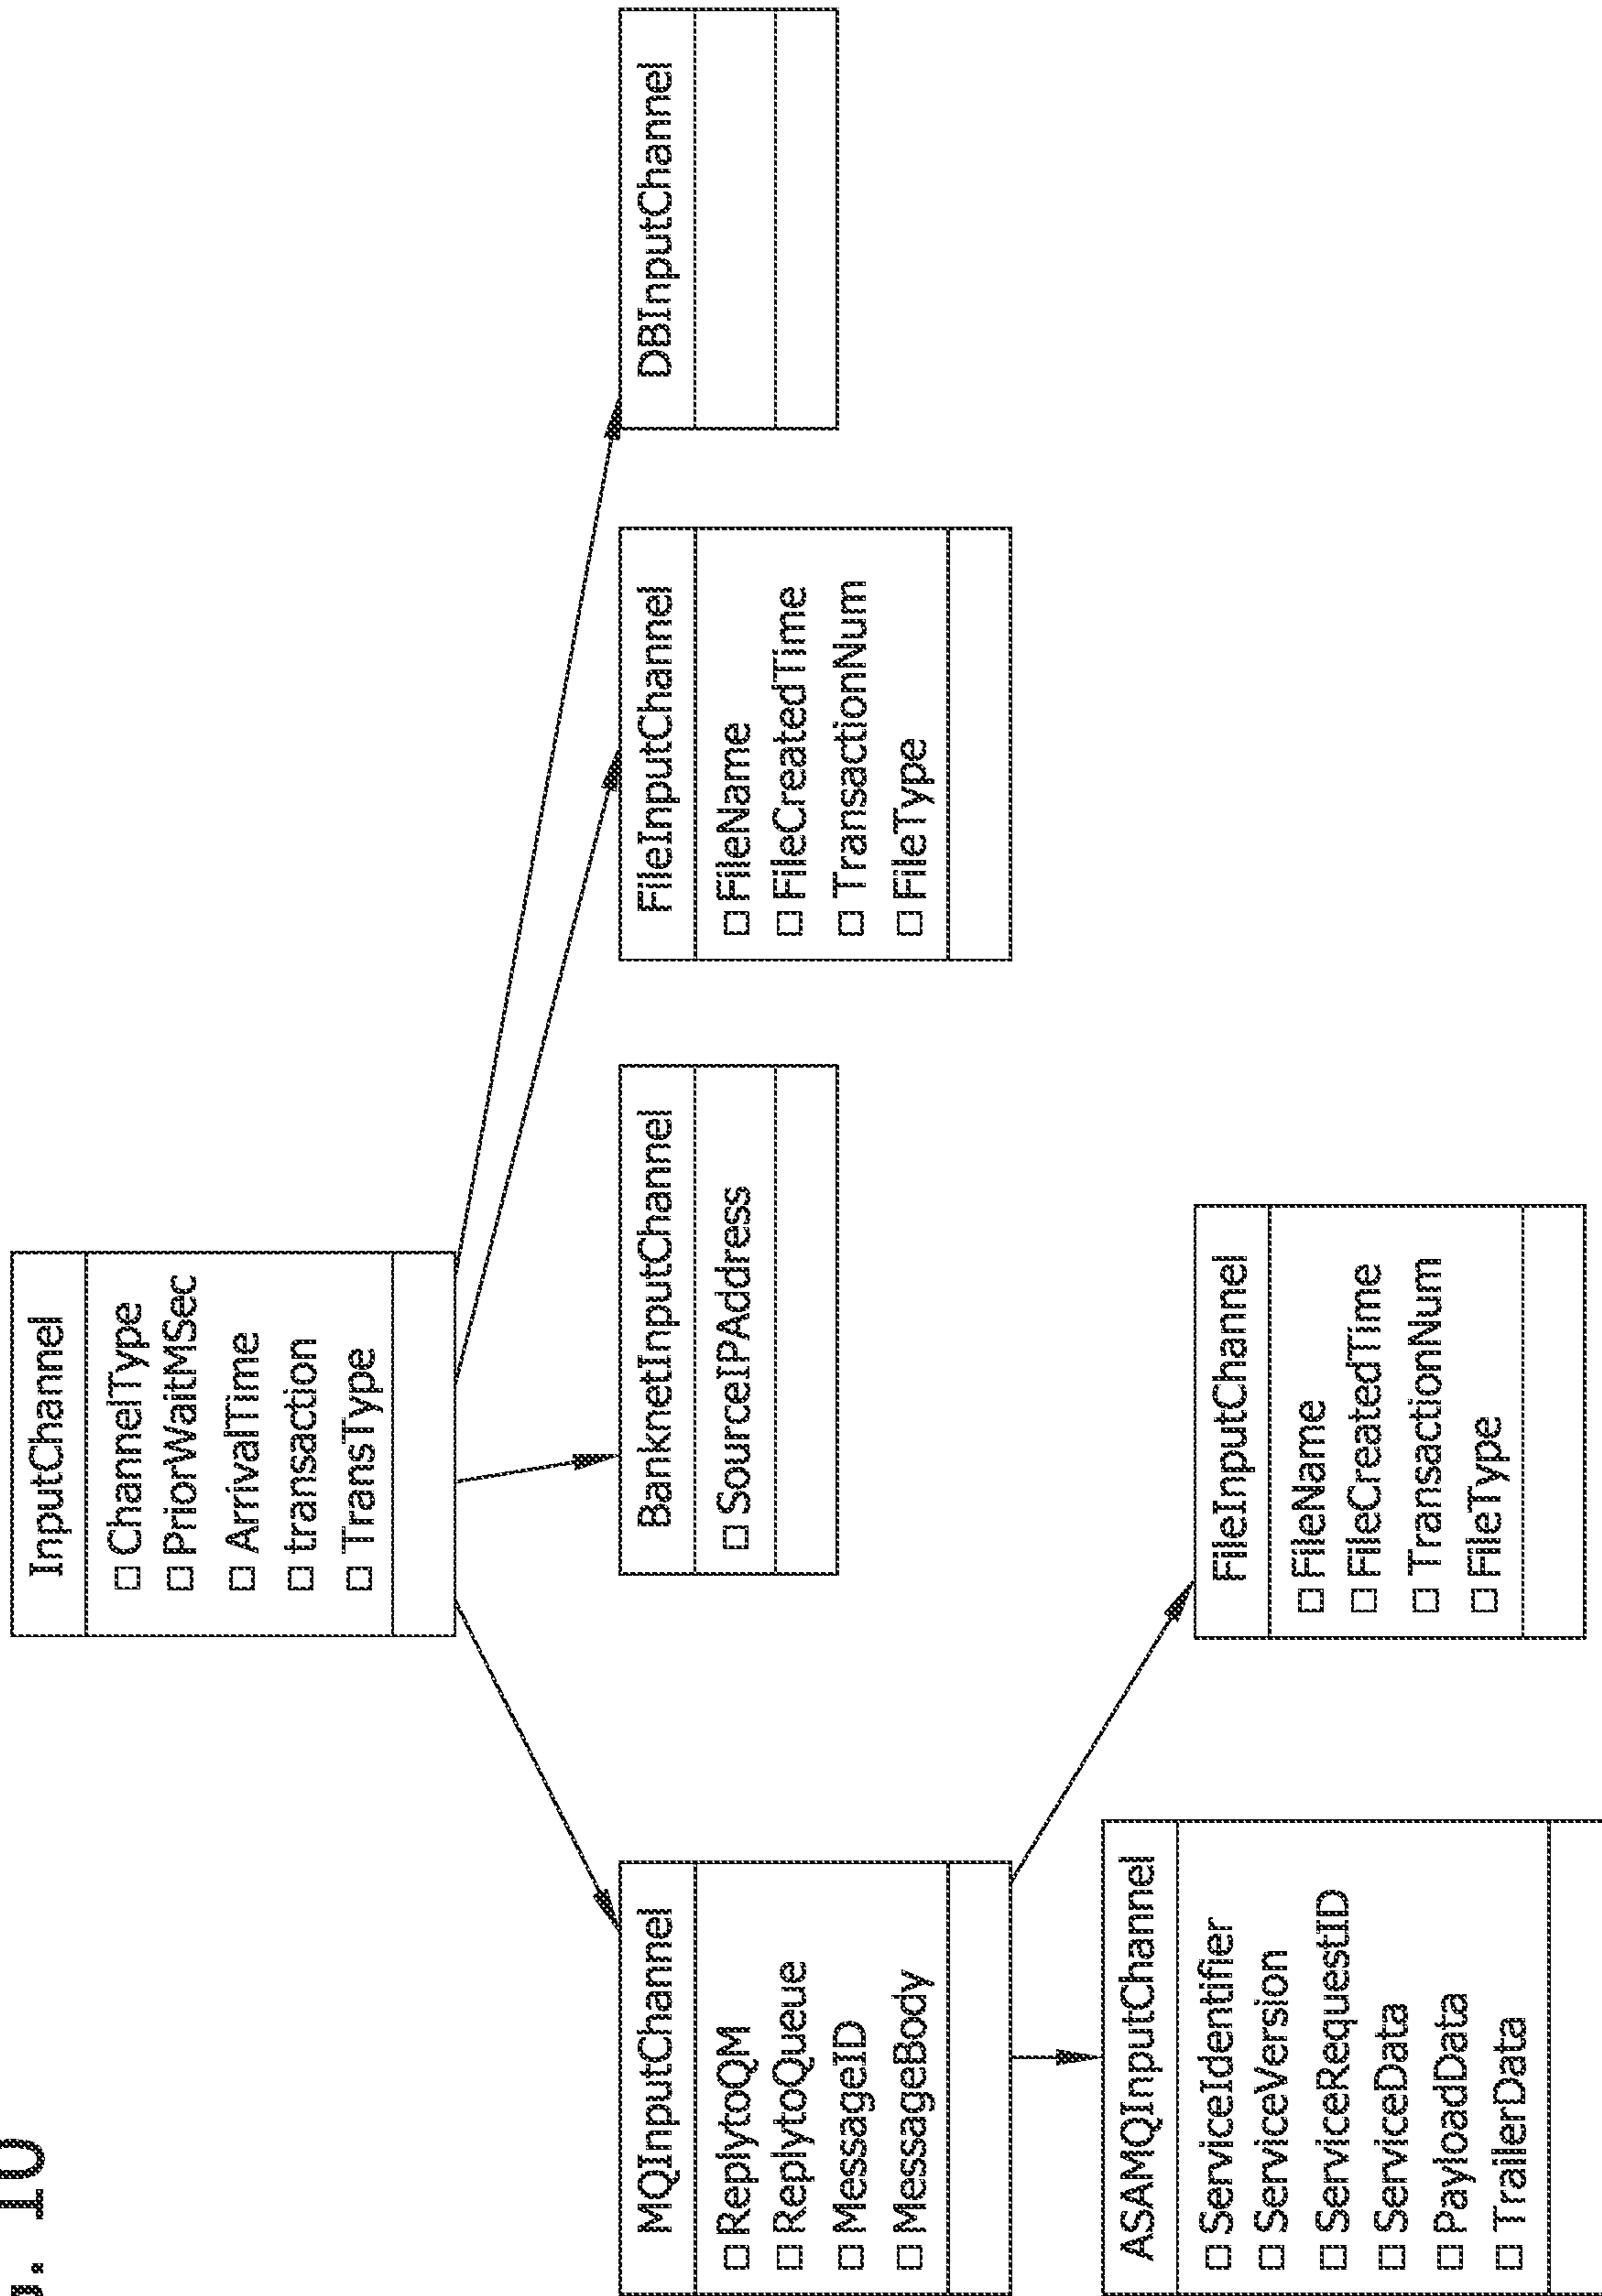 . 10
InputChannel
ChannelType
PriorWaitMSec
ArrivalTime
transaction
TransType
MQInputChannel
ReplytoQM
ReplytoQueue
MessageID
MessageBody
BanknetInputChannel
SourceIPAddress
FileInputChannel
FileName
FileCreatedTime
TransactionNum
FileType
DBInputChannel
ASAMQInputChannel
ServiceIdentifier
ServiceVersion
ServiceRequestID
ServiceData
PayloadData
TrailerData
FileInputChannel
FileName
FileCreatedTime
TransactionNum
FileType